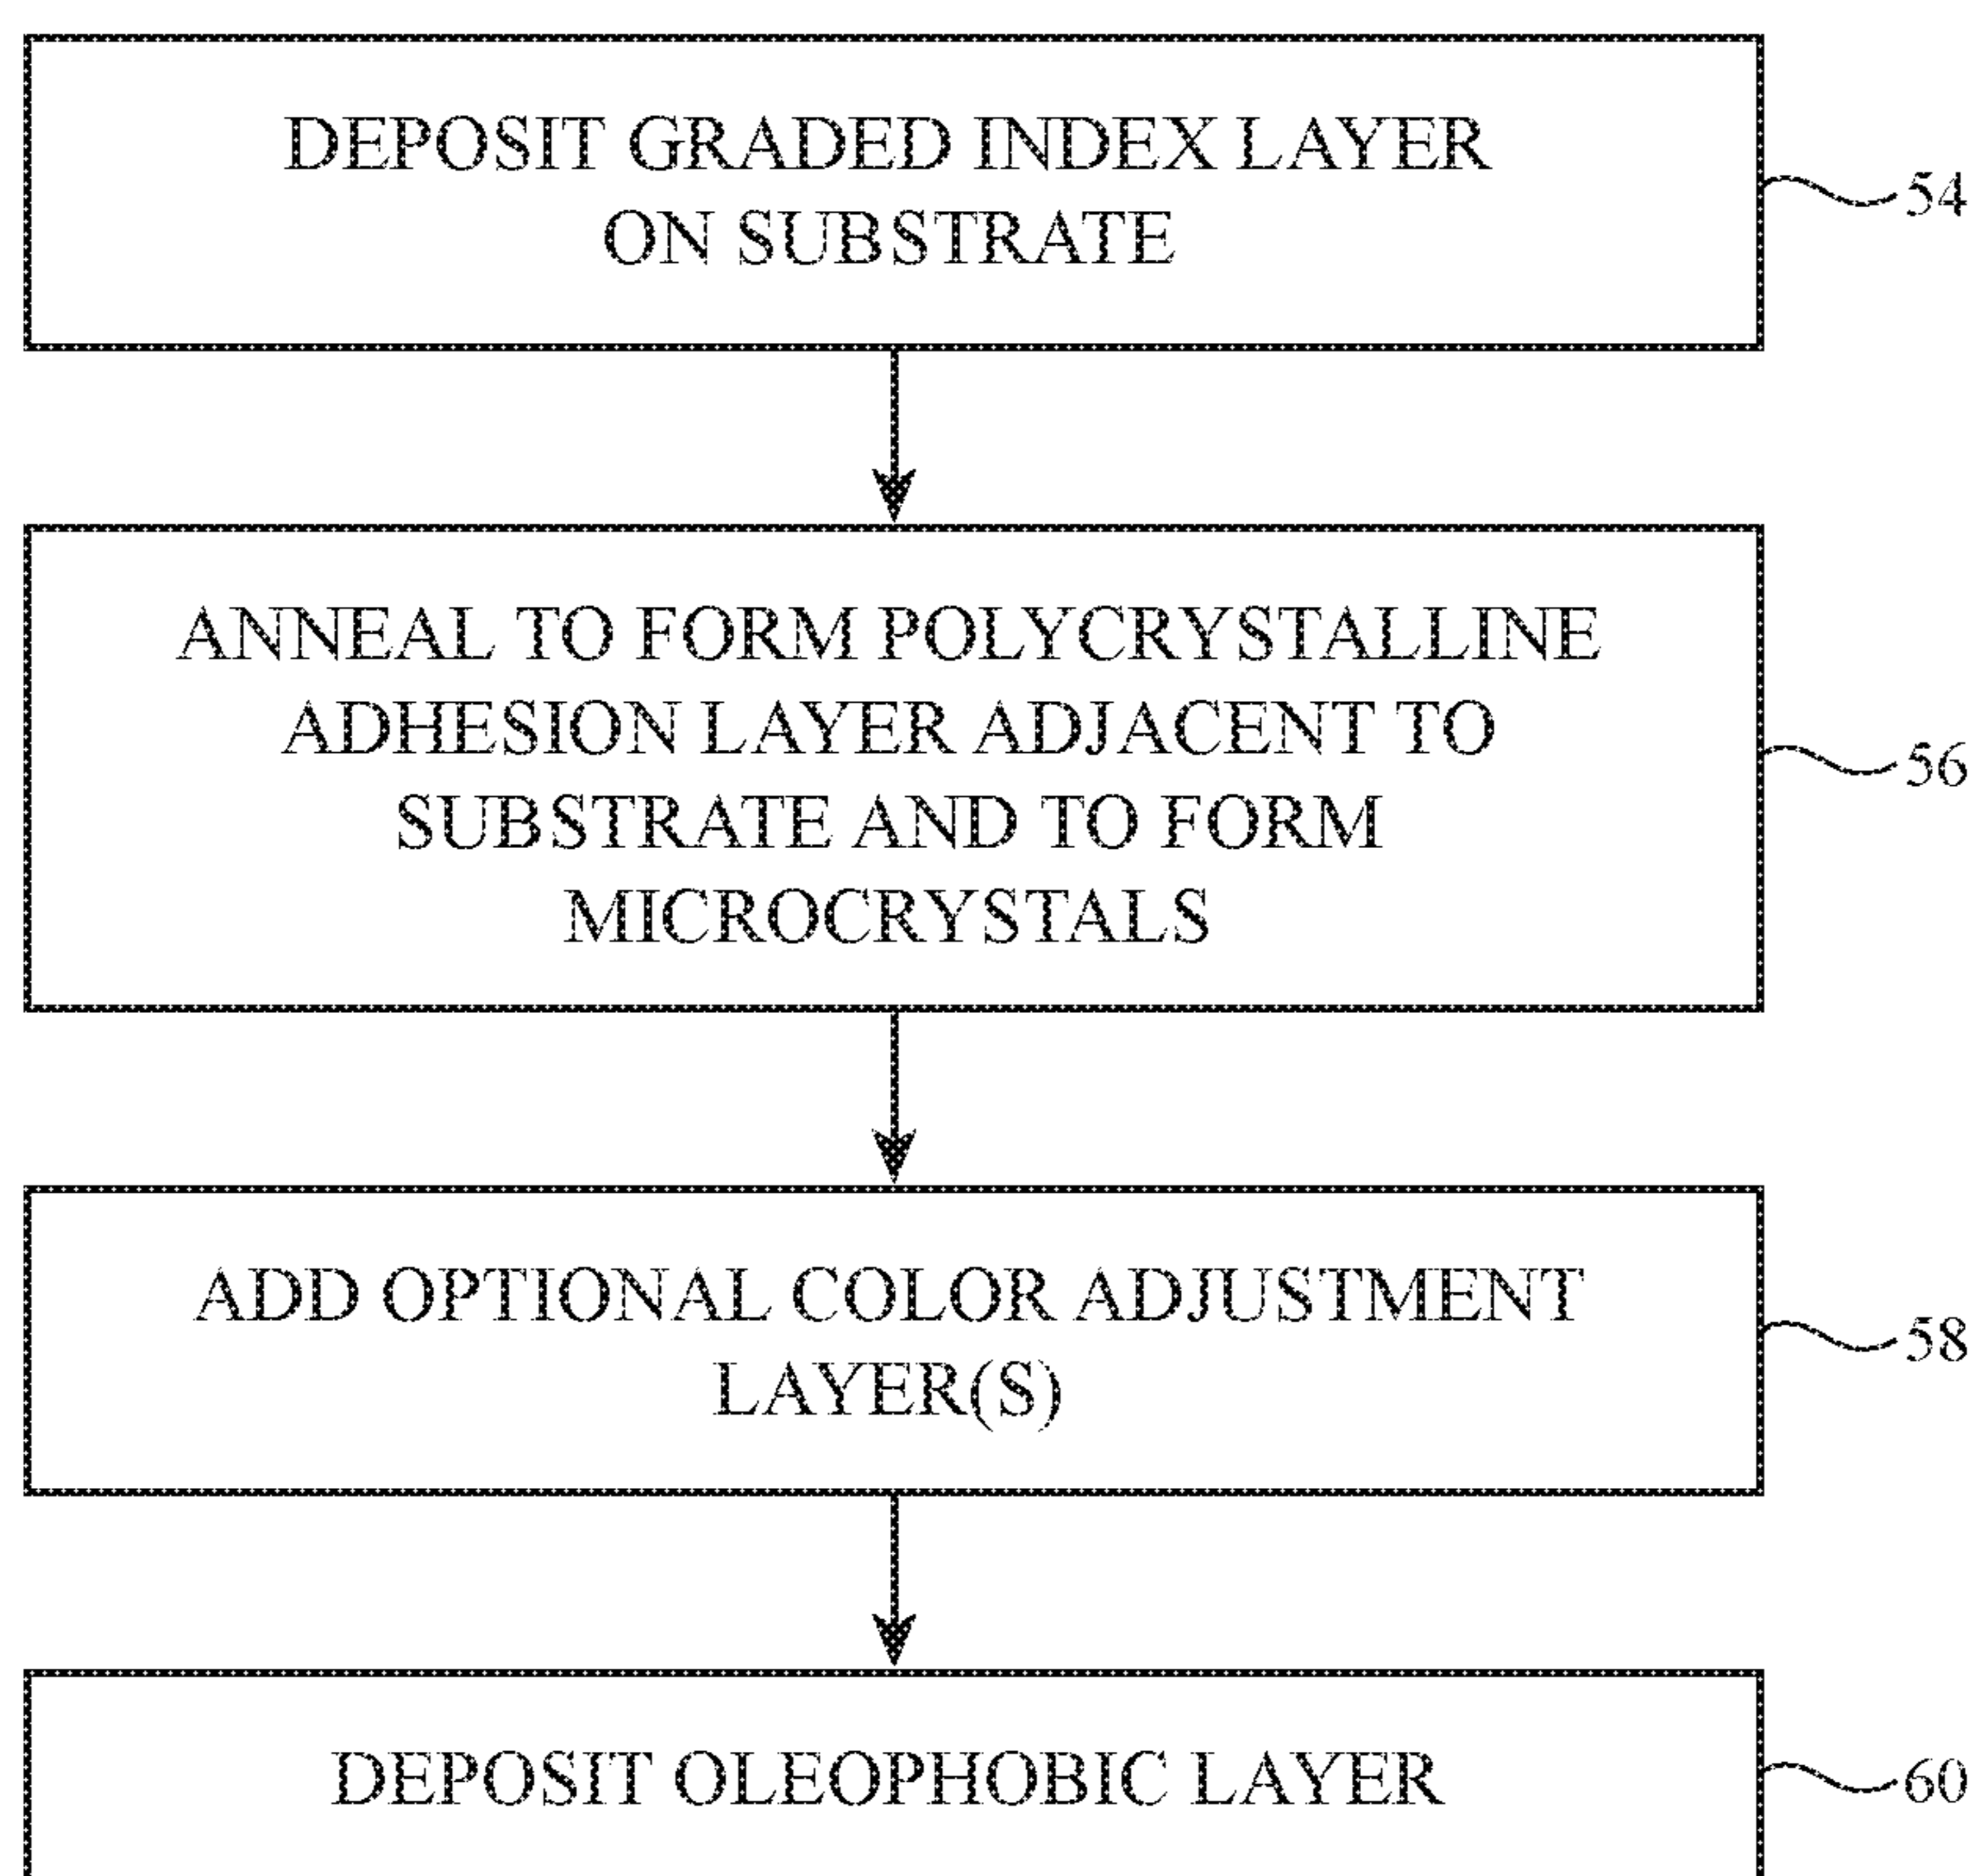 DEPOSIT GRADED INDEX LAYER
ON SUBSTRATE
54
ANNEAL TO FORM POLYCRYSTALLINE
ADHESION LAYER ADJACENT TO
SUBSTRATE AND TO FORM
MICROCRYSTALS
56
ADD OPTIONAL COLOR ADJUSTMENT
LAYER(S)
58
DEPOSIT OLEOPHOBIC LAYER
60